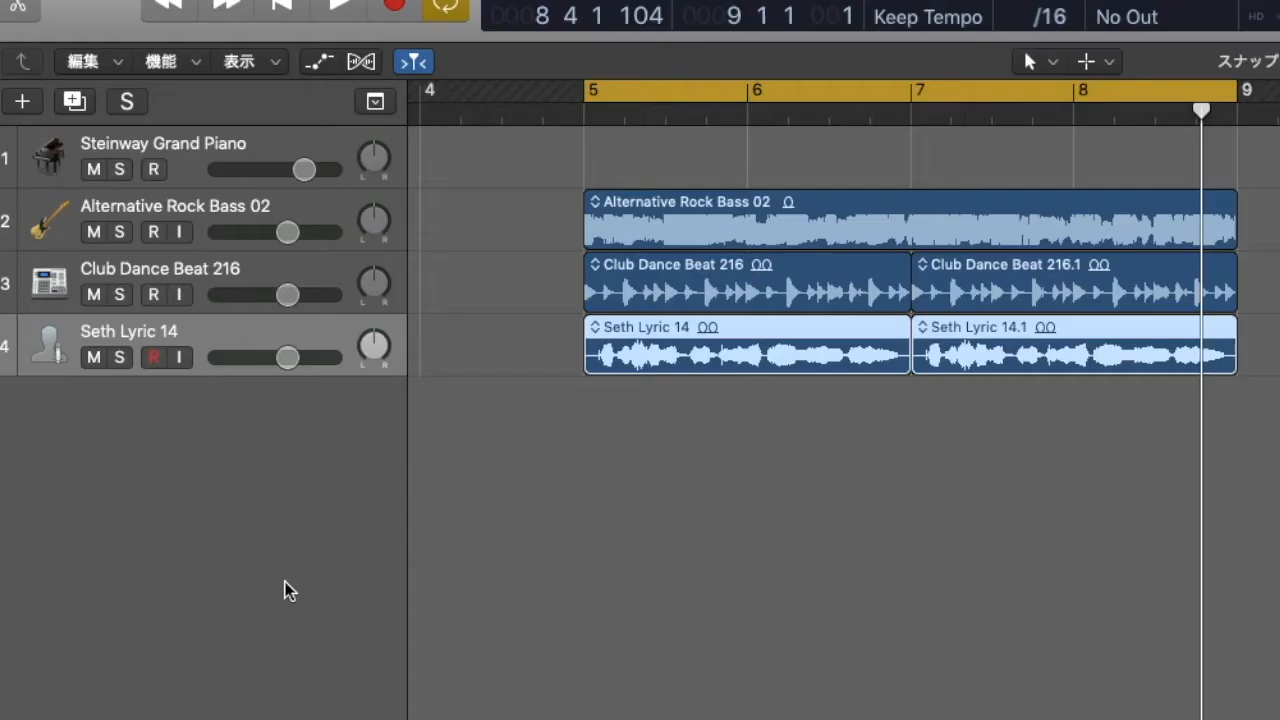 8 4 1 104 9 1 1 1 Keep Tempo /16 No Out HD
編集 機能 表示 スナップ
S
4 5 6 7 8 9
1 Steinway Grand Piano
M S R L R
2 Alternative Rock Bass 02
M S R I L R
Alternative Rock Bass 02
3 Club Dance Beat 216
M S R I L R
Club Dance Beat 216 Club Dance Beat 216.1
4 Seth Lyric 14
M S R I L R
Seth Lyric 14 Seth Lyric 14.1